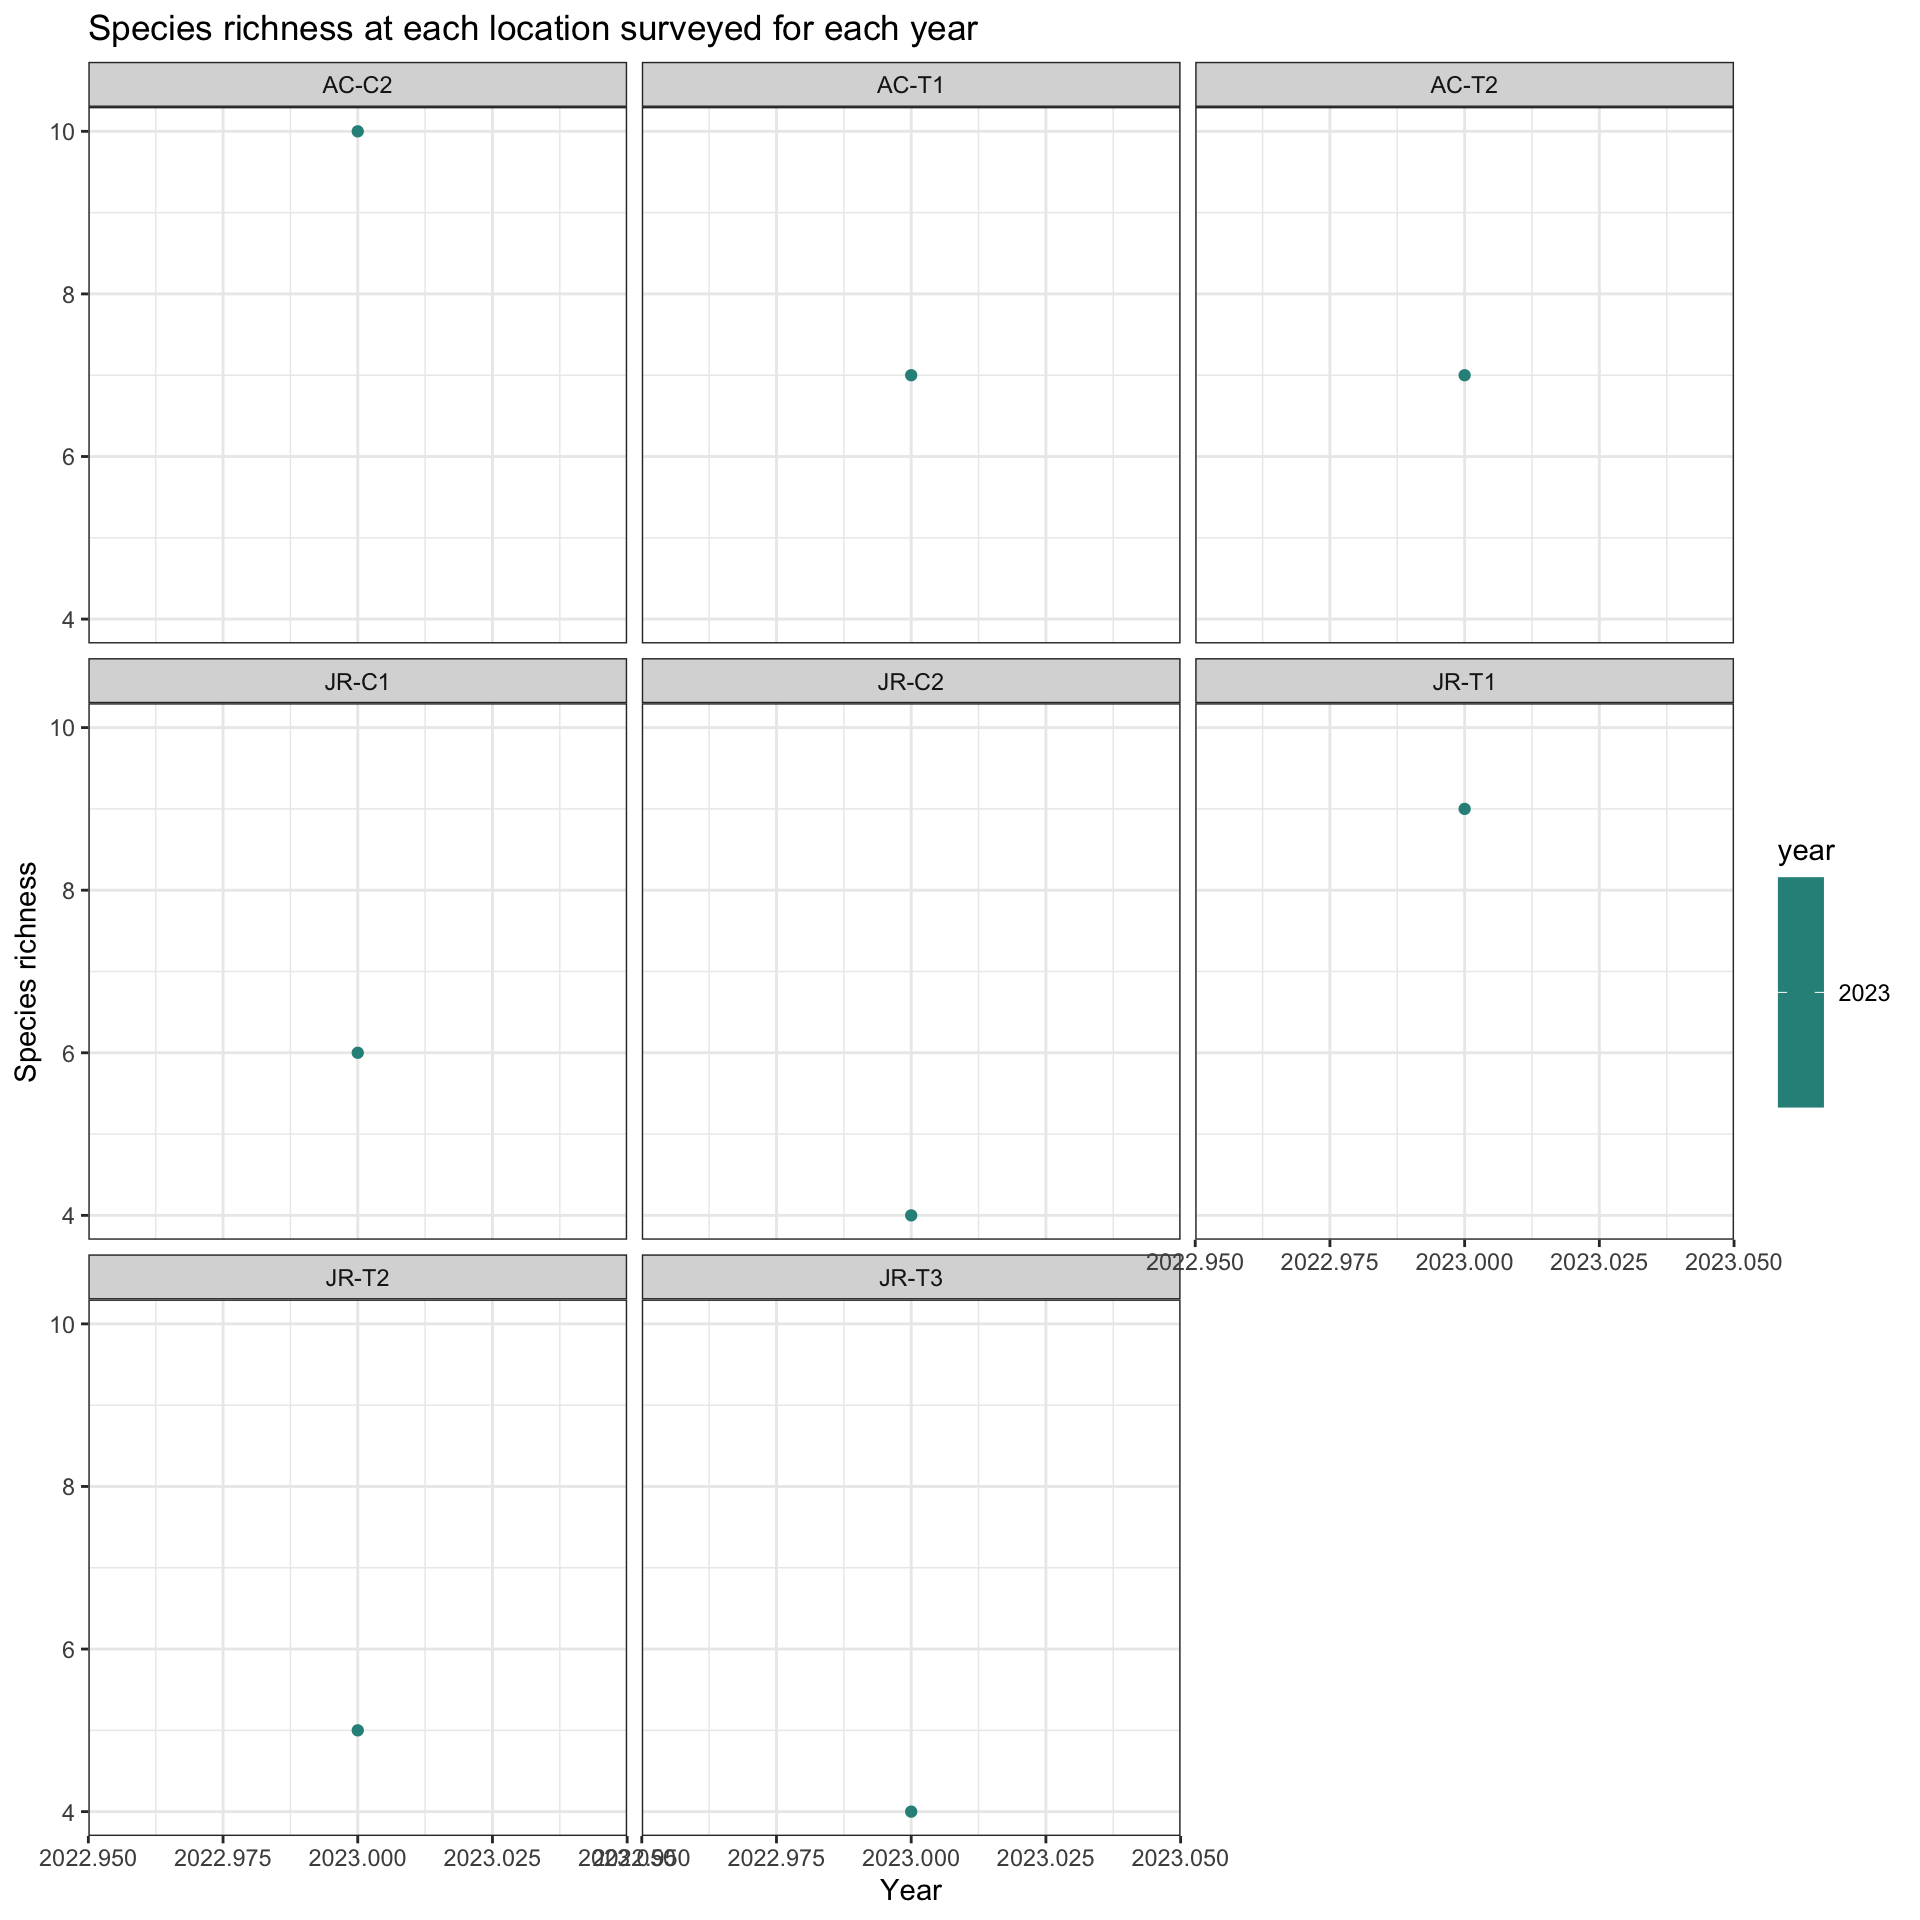 Species richness at each location surveyed for each year
AC-C2 AC-T1 AC-T2
10
8
6
4
JR-C1 JR-C2 JR-T1
10
8
6
4
Species richness
year
2023
2022.950 2022.975 2023.000 2023.025 2023.050
JR-T2 JR-T3
10
8
6
4
2022.950 2022.975 2023.000 2023.025 2023.050 2022.950 2022.975 2023.000 2023.025 2023.050
Year